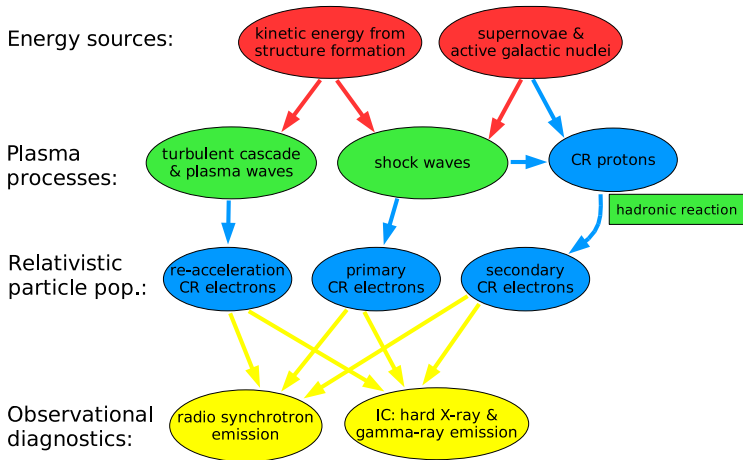 Energy sources:
kinetic energy from
structure formation
supernovae &
active galactic nuclei
Plasma
processes:
turbulent cascade
& plasma waves
shock waves
CR protons
hadronic reaction
Relativistic
particle pop.:
re-acceleration
CR electrons
primary
CR electrons
secondary
CR electrons
Observational
diagnostics:
radio synchrotron
emission
IC: hard X-ray &
gamma-ray emission